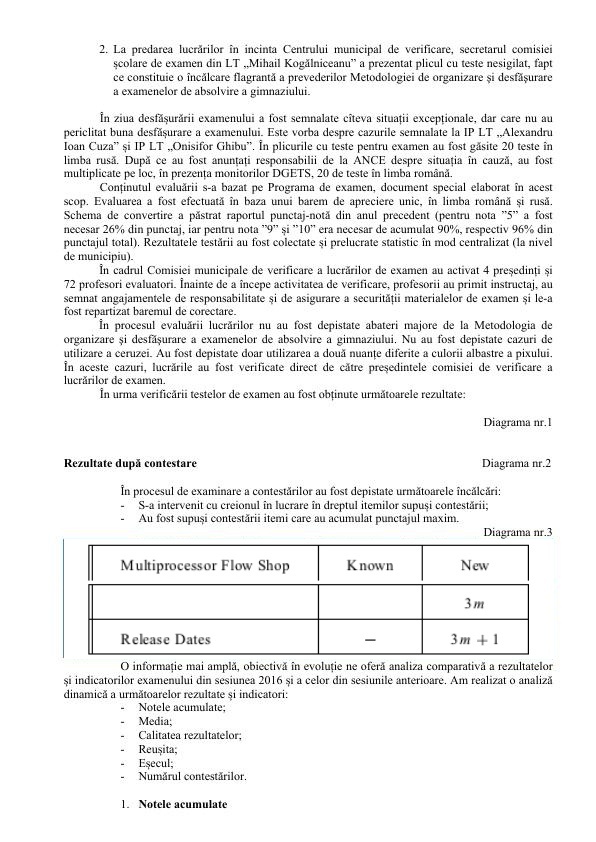 2. La predarea lucrărilor în incinta Centrului municipal de verificare, secretarul comisiei
școlare de examen din LT „Mihail Kogălniceanu” a prezentat plicul cu teste nesigilat, fapt
ce constituie o încălcare flagrantă a prevederilor Metodologiei de organizare și desfășurare
a examenelor de absolvire a gimnaziului.
În ziua desfășurării examenului a fost semnalate cîteva situații excepționale, dar care nu au
periclitat buna desfășurare a examenului. Este vorba despre cazurile semnalate la IP LT „Alexandru
Ioan Cuza” și IP LT „Onisifor Ghibu”. În plicurile cu teste pentru examen au fost găsite 20 teste în
limba rusă. După ce au fost anunțați responsabilii de la ANCE despre situația în cauză, au fost
multiplicate pe loc, în prezența monitorilor DGETS, 20 de teste în limba română.
Conținutul evaluării s-a bazat pe Programa de examen, document special elaborat în acest
scop. Evaluarea a fost efectuată în baza unui barem de apreciere unic, în limba română și rusă.
Schema de convertire a păstrat raportul punctaj-notă din anul precedent (pentru nota ”5” a fost
necesar 26% din punctaj, iar pentru nota ”9” și ”10” era necesar de acumulat 90%, respectiv 96% din
punctajul total). Rezultatele testării au fost colectate și prelucrate statistic în mod centralizat (la nivel
de municipiu).
În cadrul Comisiei municipale de verificare a lucrărilor de examen au activat 4 președinți și
72 profesori evaluatori. Înainte de a începe activitatea de verificare, profesorii au primit instructaj, au
semnat angajamentele de responsabilitate și de asigurare a securității materialelor de examen și le-a
fost repartizat baremul de corectare.
În procesul evaluării lucrărilor nu au fost depistate abateri majore de la Metodologia de
organizare și desfășurare a examenelor de absolvire a gimnaziului. Nu au fost depistate cazuri de
utilizare a ceruzei. Au fost depistate doar utilizarea a două nuanțe diferite a culorii albastre a pixului.
În aceste cazuri, lucrările au fost verificate direct de către președintele comisiei de verificare a
lucrărilor de examen.
În urma verificării testelor de examen au fost obținute următoarele rezultate:
Diagrama nr.1
Rezultate după contestare Diagrama nr.2
În procesul de examinare a contestărilor au fost depistate următoarele încălcări:
- S-a intervenit cu creionul în lucrare în dreptul itemilor supuși contestării;
- Au fost supuși contestării itemi care au acumulat punctajul maxim.
Diagrama nr.3
Multiprocessor Flow Shop Known New
3m
Release Dates – 3m + 1
O informație mai amplă, obiectivă în evoluție ne oferă analiza comparativă a rezultatelor
și indicatorilor examenului din sesiunea 2016 și a celor din sesiunile anterioare. Am realizat o analiză
dinamică a următoarelor rezultate și indicatori:
- Notele acumulate;
- Media;
- Calitatea rezultatelor;
- Reușita;
- Eșecul;
- Numărul contestărilor.
1. Notele acumulate